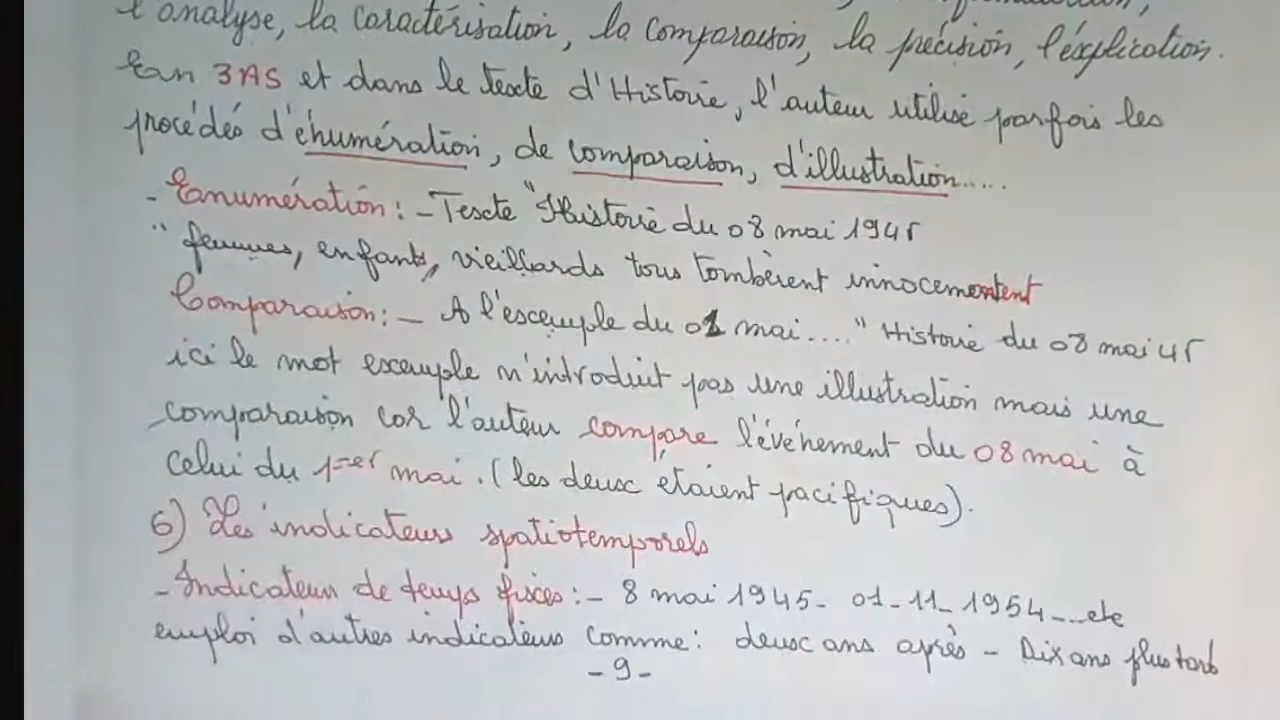 l'analyse, la caractérisation, la comparaison, la précision, l'éxplication.
En 3AS et dans le texte d'Histoire, l'auteur utilise parfois les
procédés d'énumération, de comparaison, d'illustration.....
- Enumération : - Texte "Histoire du 08 mai 1945
" femmes, enfants, vieillards tous tombèrent innocemment
Comparaison : - A l'exemple du 01 mai...." Histoire du 08 mai 45
ici le mot exemple n'introduit pas une illustration mais une
comparaison car l'auteur compare l'événement du 08 mai à
celui du 1er mai. (les deux étaient pacifiques).
6) Les indicateurs spatiotemporels
- Indicateur de temps fixes : - 8 mai 1945 - 01-11-1954 -...etc
emploi d'autres indicateurs comme : deux ans après - Dix ans plus tard
- 9 -